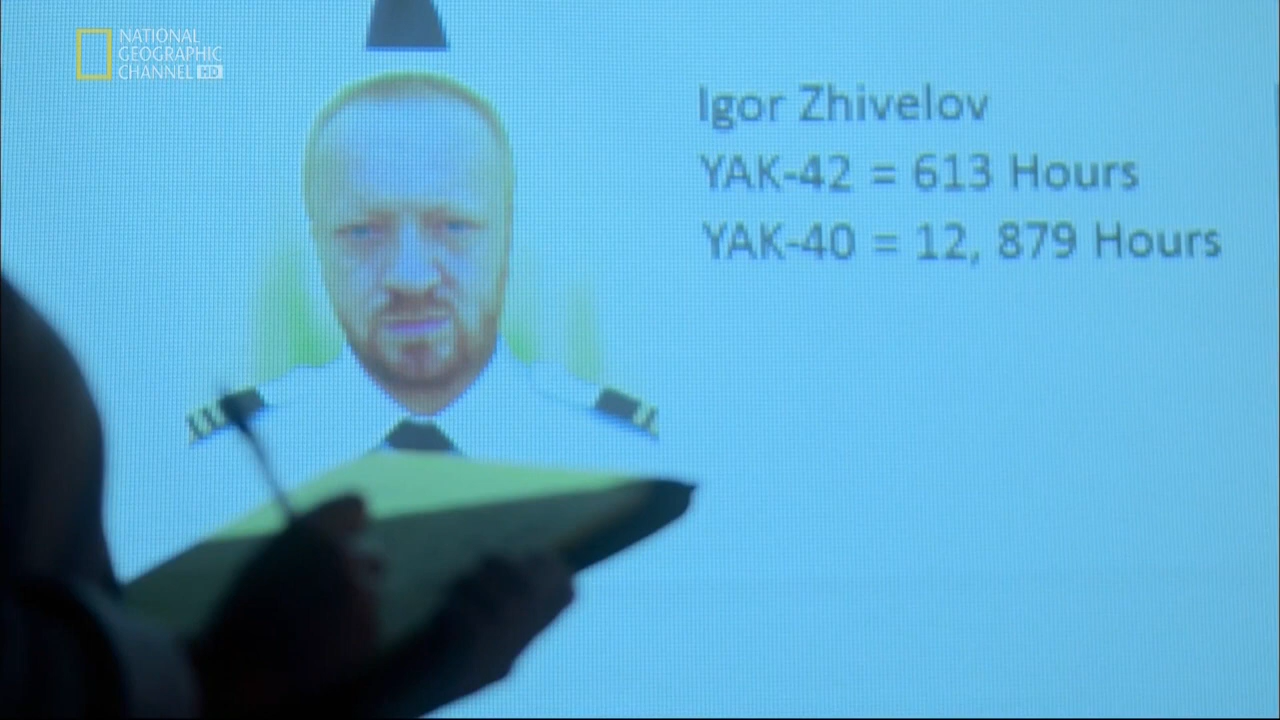 NATIONAL
GEOGRAPHIC
CHANNEL HD
Igor Zhivelov
YAK-42 = 613 Hours
YAK-40 = 12, 879 Hours